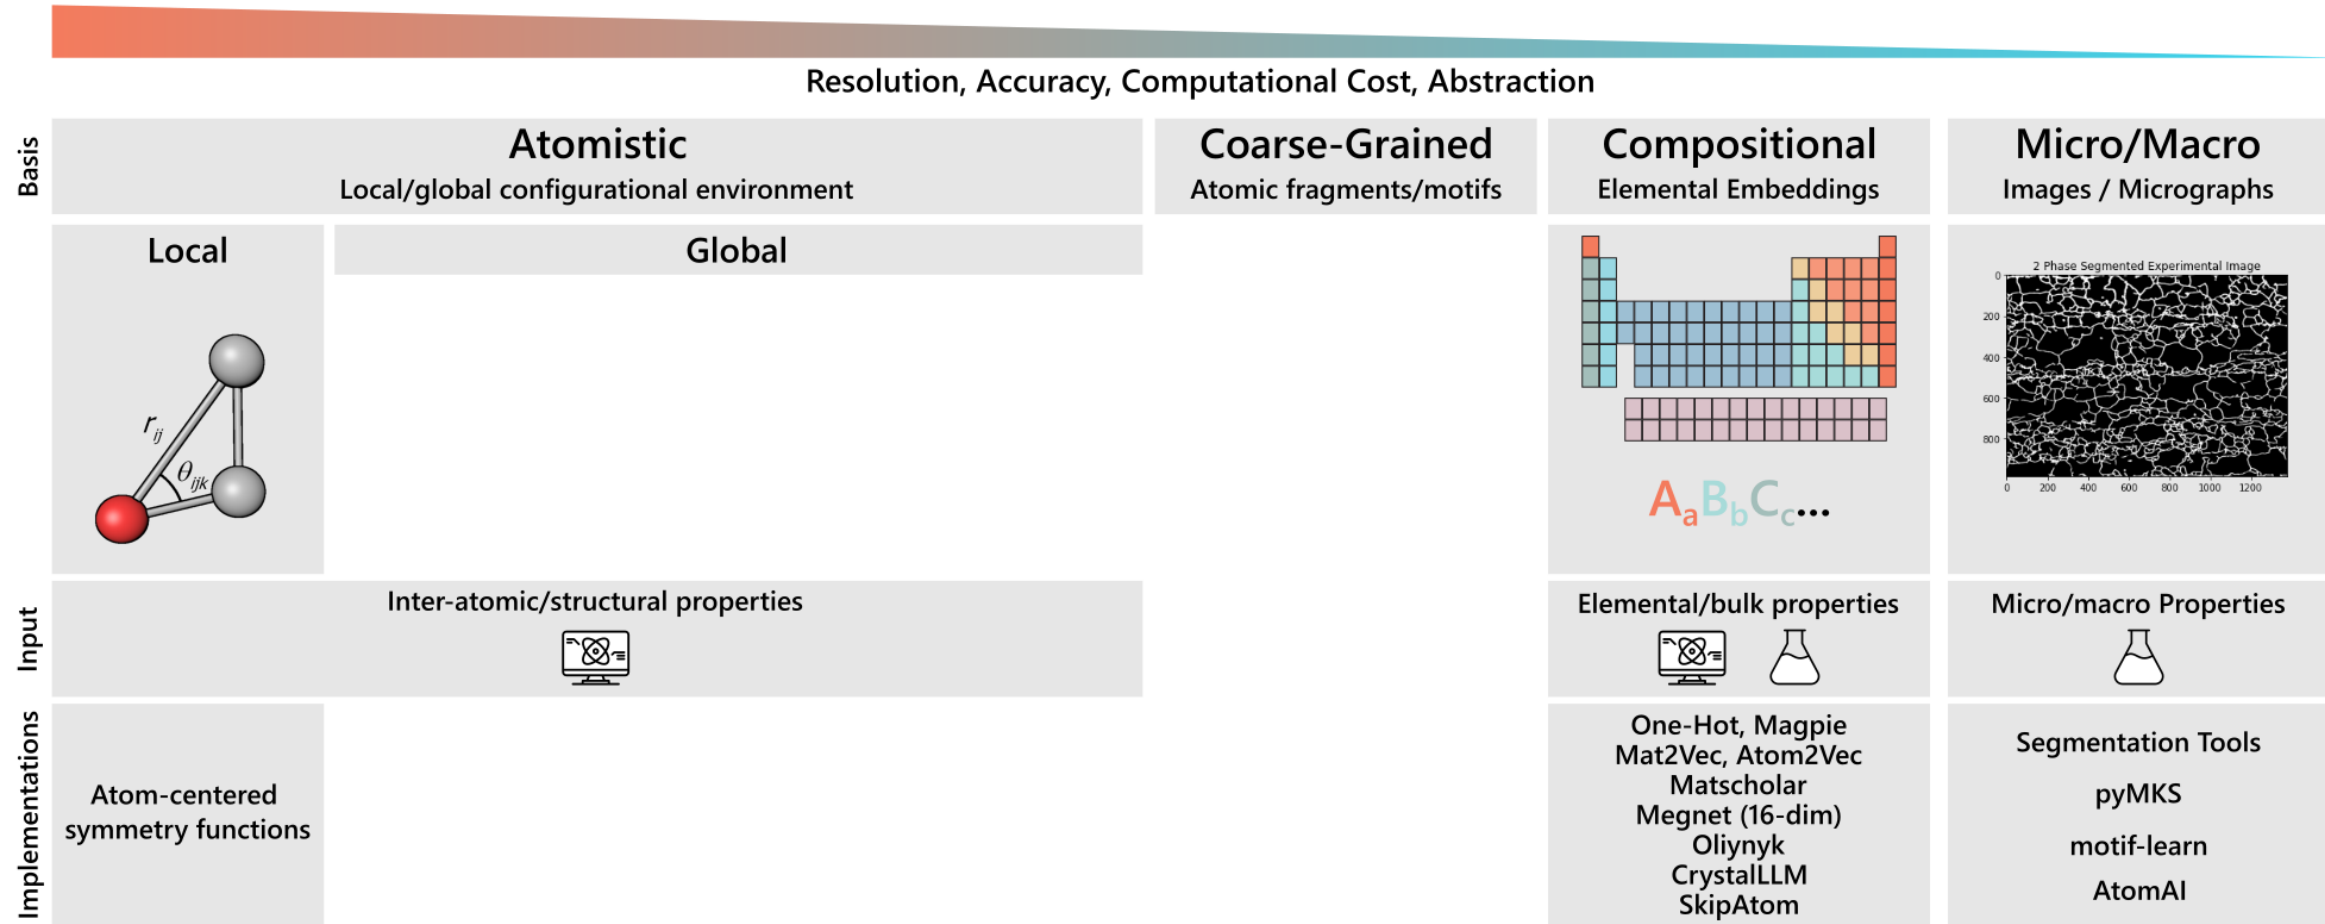 Resolution, Accuracy, Computational Cost, Abstraction
Basis
Atomistic
Local/global configurational environment
Coarse-Grained
Atomic fragments/motifs
Compositional
Elemental Embeddings
Micro/Macro
Images / Micrographs
Local
Global
r_ij
θ_ijk
AaBbCc...
2 Phase Segmented Experimental Image
0
200
400
600
800
0 200 400 600 800 1000 1200
Input
Inter-atomic/structural properties
Elemental/bulk properties
Micro/macro Properties
Implementations
Atom-centered
symmetry functions
One-Hot, Magpie
Mat2Vec, Atom2Vec
Matscholar
Megnet (16-dim)
Oliynyk
CrystalLLM
SkipAtom
Segmentation Tools
pyMKS
motif-learn
AtomAI